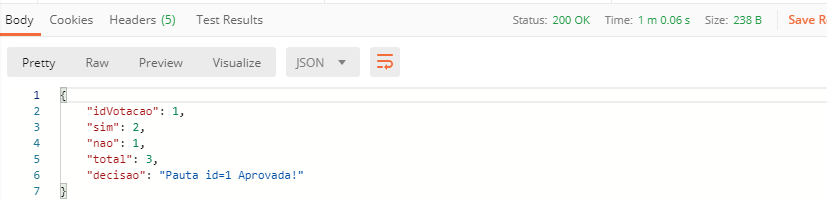 Body Cookies Headers (5) Test Results Status: 200 OK Time: 1 m 0.06 s Size: 238 B Save R
Pretty Raw Preview Visualize JSON
1 {
2 "idVotacao": 1,
3 "sim": 2,
4 "nao": 1,
5 "total": 3,
6 "decisao": "Pauta id=1 Aprovada!"
7 }